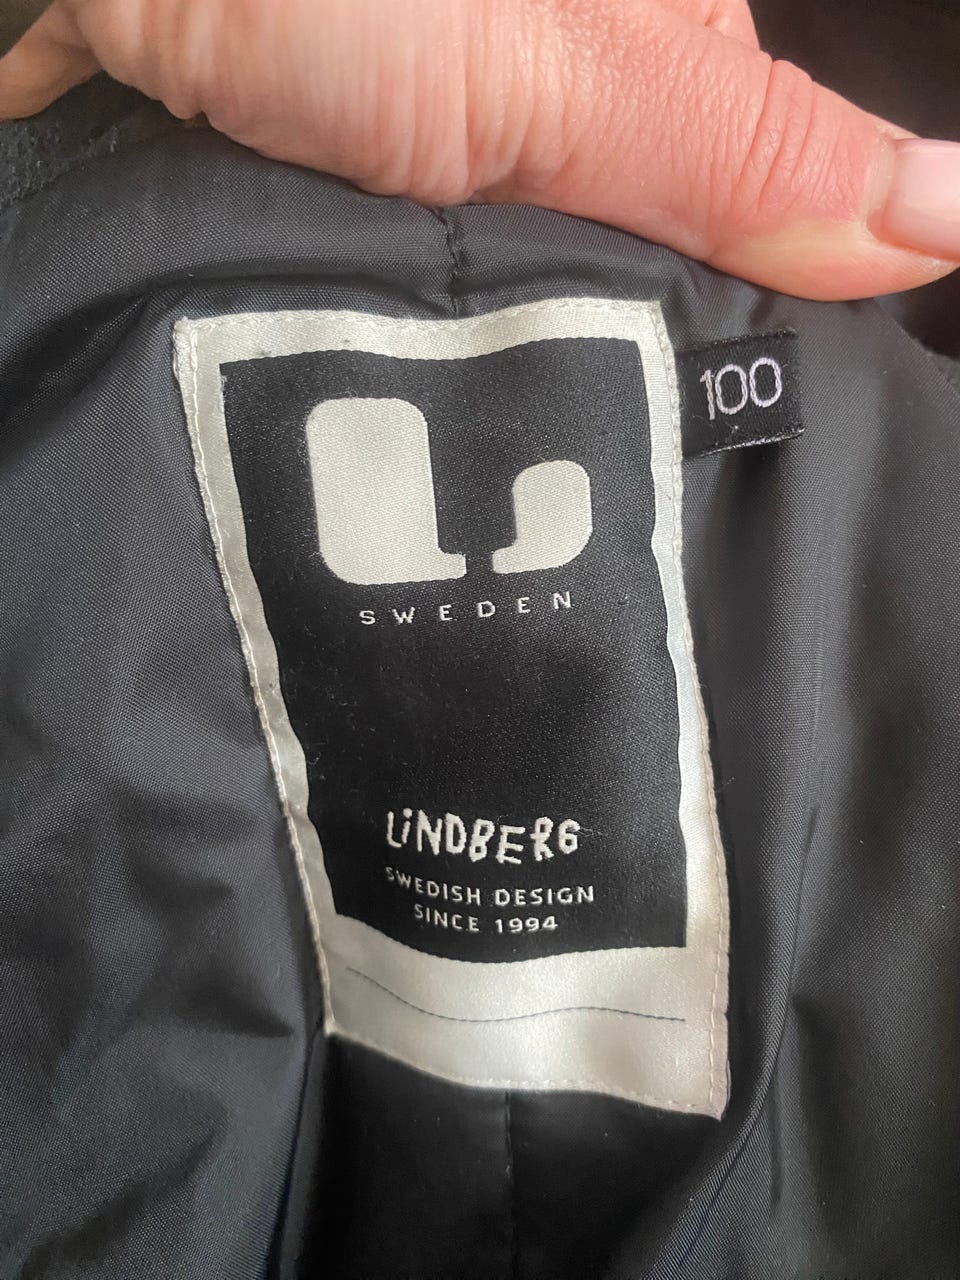 100
SWEDEN
LiNDBERG
SWEDISH DESIGN
SINCE 1994